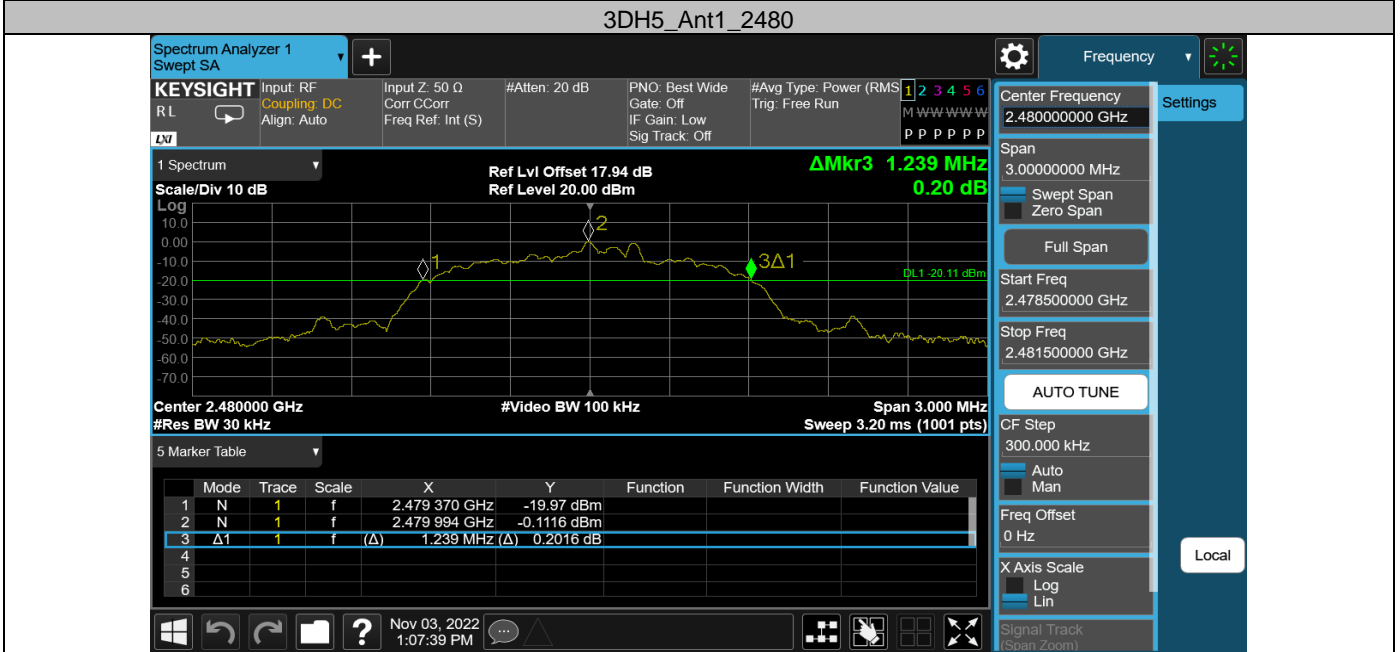 3DH5_Ant1_2480
Spectrum Analyzer 1
Swept SA
Frequency
KEYSIGHT
RL
LXI
Input: RF
Coupling: DC
Align: Auto
Input Z: 50 Ω
Corr CCorr
Freq Ref: Int (S)
#Atten: 20 dB
PNO: Best Wide
Gate: Off
IF Gain: Low
Sig Track: Off
#Avg Type: Power (RMS
Trig: Free Run
1 2 3 4 5 6
M W W W W W
P P P P P P
1 Spectrum
Scale/Div 10 dB
Ref Lvl Offset 17.94 dB
Ref Level 20.00 dBm
ΔMkr3 1.239 MHz
0.20 dB
Log
10.0
0.00
-10.0
-20.0
-30.0
-40.0
-50.0
-60.0
-70.0
1
2
3Δ1
DL1 -20.11 dBm
Center 2.480000 GHz #Video BW 100 kHz Span 3.000 MHz
#Res BW 30 kHz Sweep 3.20 ms (1001 pts)
5 Marker Table
Mode Trace Scale X Y Function Function Width Function Value
1 N 1 f 2.479 370 GHz -19.97 dBm
2 N 1 f 2.479 994 GHz -0.1116 dBm
3 Δ1 1 f (Δ) 1.239 MHz (Δ) 0.2016 dB
4
5
6
Nov 03, 2022
1:07:39 PM
Center Frequency
2.480000000 GHz
Settings
Span
3.00000000 MHz
Swept Span
Zero Span
Full Span
Start Freq
2.478500000 GHz
Stop Freq
2.481500000 GHz
AUTO TUNE
CF Step
300.000 kHz
Auto
Man
Freq Offset
0 Hz
X Axis Scale
Log
Lin
Signal Track
(Span Zoom)
Local